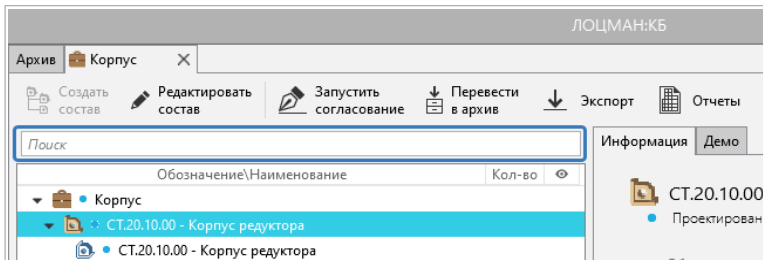 ЛОЦМАН:КБ
Архив Корпус
Создать состав
Редактировать состав
Запустить согласование
Перевести в архив
Экспорт
Отчеты
Поиск
Информация Демо
Обозначение\Наименование Кол-во
Корпус
СТ.20.10.00 - Корпус редуктора
СТ.20.10.00 - Корпус редуктора
СТ.20.10.00
Проектирован